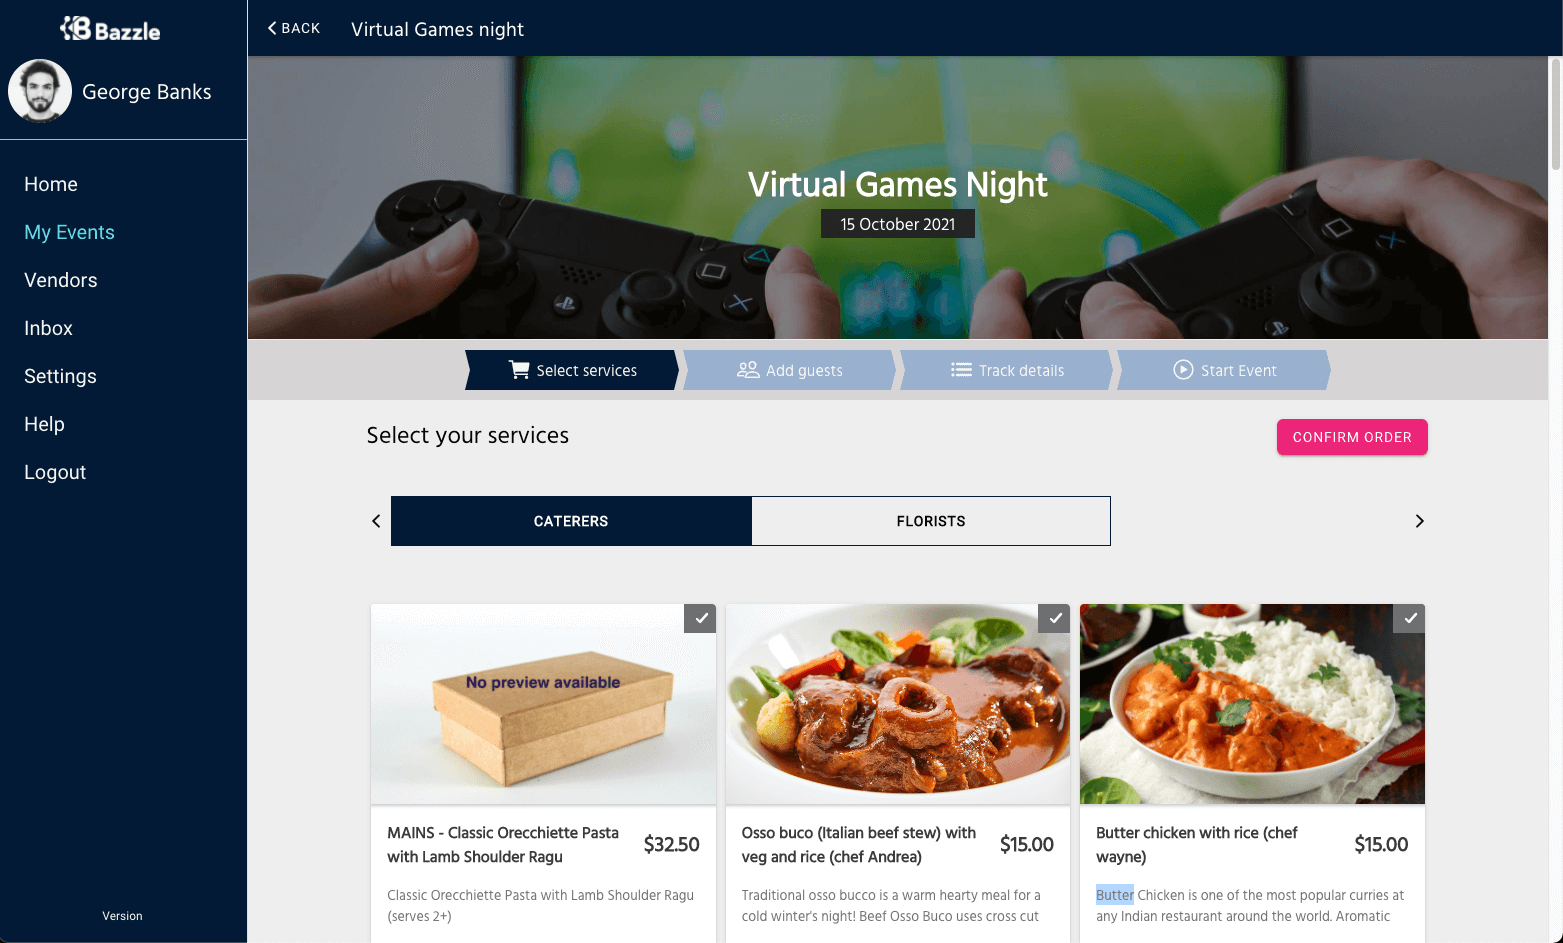 Bazzle
George Banks
Home
My Events
Vendors
Inbox
Settings
Help
Logout
Version
BACK
Virtual Games night
Virtual Games Night
15 October 2021
Select services
Add guests
Track details
Start Event
Select your services
CONFIRM ORDER
CATERERS
FLORISTS
No preview available
MAINS - Classic Orecchiette Pasta
with Lamb Shoulder Ragu
$32.50
Classic Orecchiette Pasta with Lamb Shoulder Ragu
(serves 2+)
Osso buco (Italian beef stew) with
veg and rice (chef Andrea)
$15.00
Traditional osso bucco is a warm hearty meal for a
cold winter's night! Beef Osso Buco uses cross cut
Butter chicken with rice (chef
wayne)
$15.00
Butter Chicken is one of the most popular curries at
any Indian restaurant around the world. Aromatic